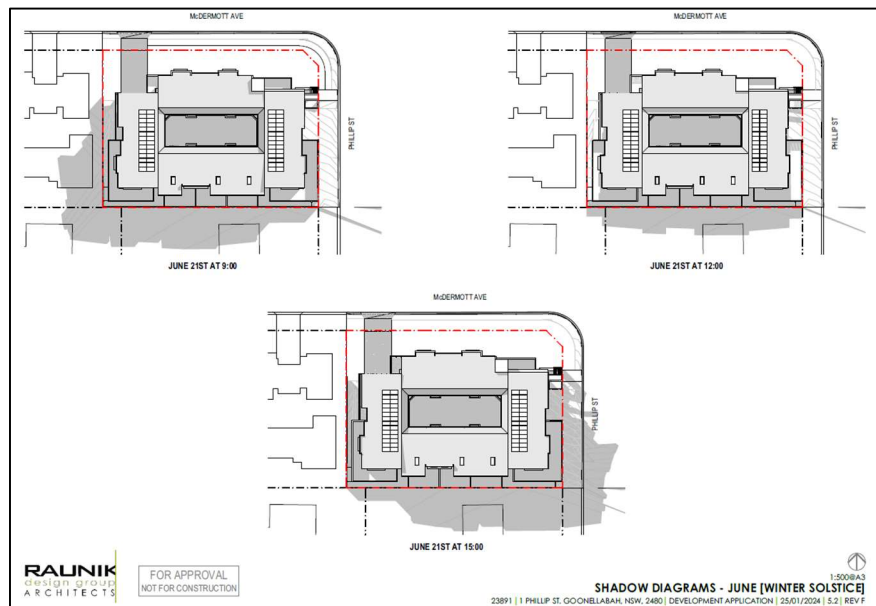 McDERMOTT AVE
McDERMOTT AVE
PHILLIP ST
PHILLIP ST
JUNE 21ST AT 9:00
JUNE 21ST AT 12:00
McDERMOTT AVE
PHILLIP ST
JUNE 21ST AT 15:00
RAUNIK
design group
ARCHITECTS
FOR APPROVAL
NOT FOR CONSTRUCTION
1:500@A3
SHADOW DIAGRAMS - JUNE [WINTER SOLSTICE]
23891 | 1 PHILLIP ST, GOONELLABAH, NSW, 2480 | DEVELOPMENT APPLICATION | 25/01/2024 | 5.2 | REV F